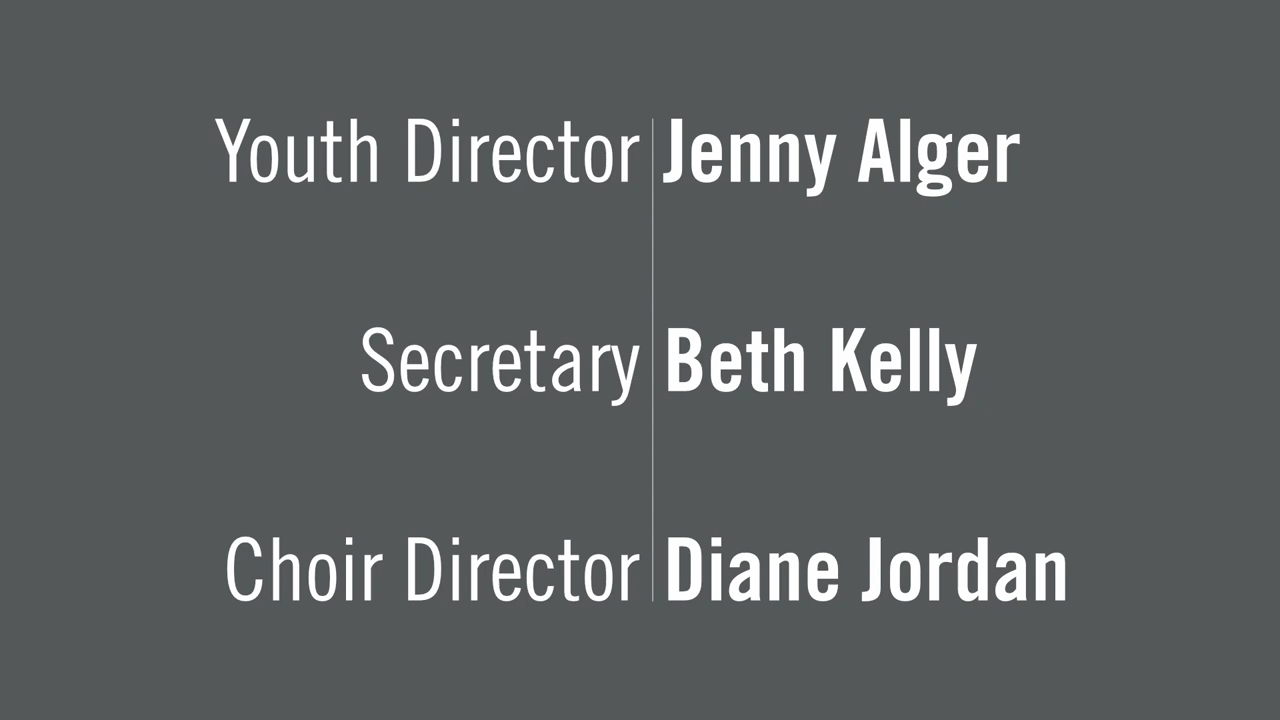 Youth Director Jenny Alger
Secretary Beth Kelly
Choir Director Diane Jordan